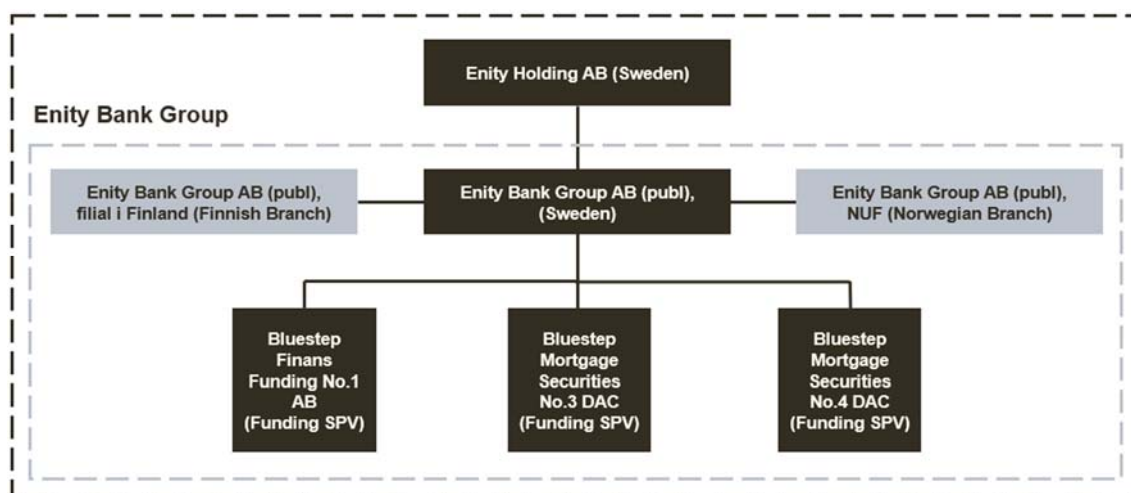 Enity Holding AB (Sweden)
Enity Bank Group
Enity Bank Group AB (publ),
filial i Finland (Finnish Branch)
Enity Bank Group AB (publ),
(Sweden)
Enity Bank Group AB (publ),
NUF (Norwegian Branch)
Bluestep
Finans
Funding No.1
AB
(Funding SPV)
Bluestep
Mortgage
Securities
No.3 DAC
(Funding SPV)
Bluestep
Mortgage
Securities
No.4 DAC
(Funding SPV)